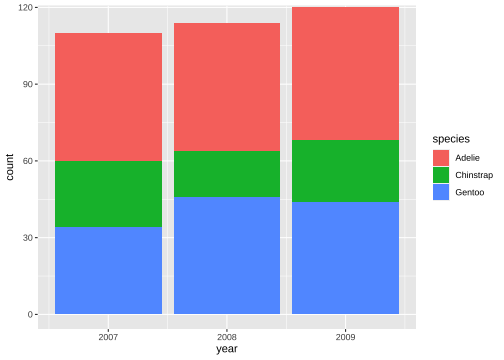 120
90
60
30
0
count
2007 2008 2009
year
species
Adelie
Chinstrap
Gentoo